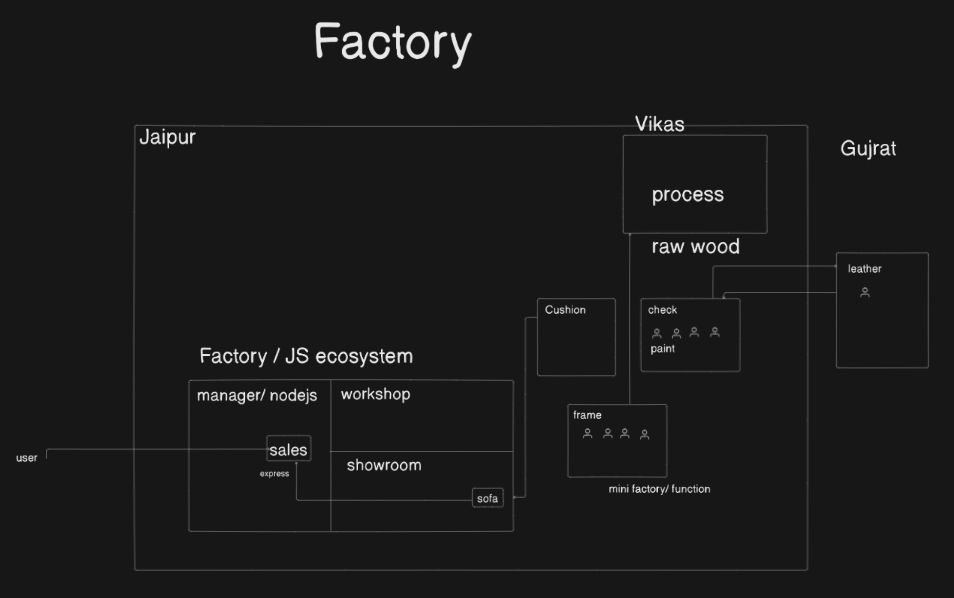 Factory
Jaipur
Vikas
Gujrat
process
raw wood
leather
Cushion
check
paint
Factory / JS ecosystem
manager/ nodejs
workshop
frame
user
sales
express
showroom
sofa
mini factory/ function